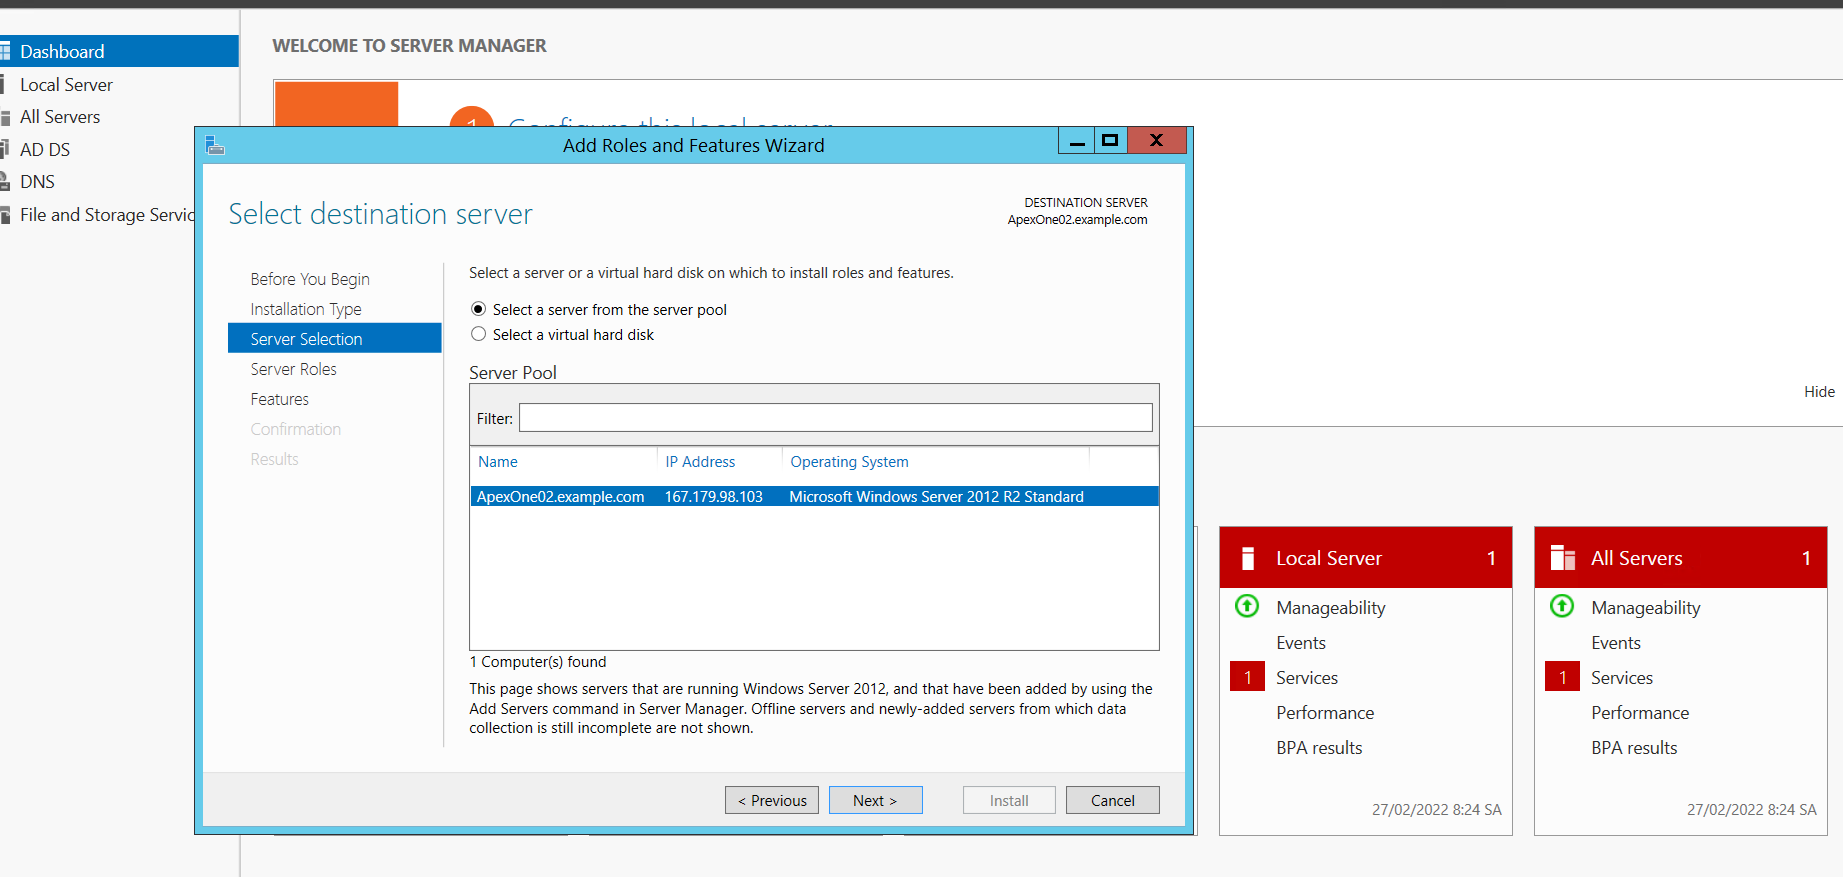 Dashboard
Local Server
All Servers
AD DS
DNS
File and Storage Servic
WELCOME TO SERVER MANAGER
1 Configure this local server
Hide
Add Roles and Features Wizard
Select destination server
DESTINATION SERVER
ApexOne02.example.com
Before You Begin
Installation Type
Server Selection
Server Roles
Features
Confirmation
Results
Select a server or a virtual hard disk on which to install roles and features.
Select a server from the server pool
Select a virtual hard disk
Server Pool
Filter:
Name IP Address Operating System
ApexOne02.example.com 167.179.98.103 Microsoft Windows Server 2012 R2 Standard
1 Computer(s) found
This page shows servers that are running Windows Server 2012, and that have been added by using the
Add Servers command in Server Manager. Offline servers and newly-added servers from which data
collection is still incomplete are not shown.
< Previous Next > Install Cancel
Local Server 1
Manageability
Events
1 Services
Performance
BPA results
27/02/2022 8:24 SA
All Servers 1
Manageability
Events
1 Services
Performance
BPA results
27/02/2022 8:24 SA